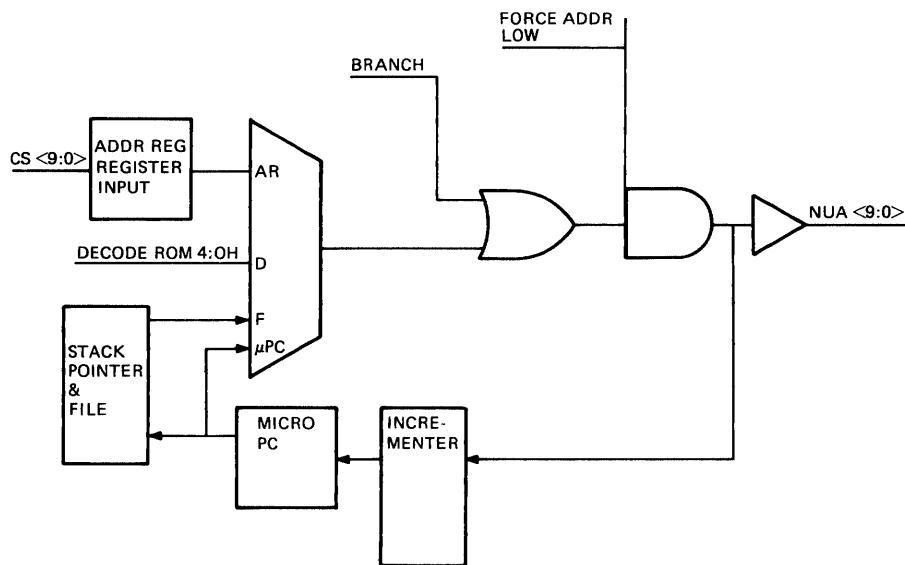 FORCE ADDR
LOW
BRANCH
CS <9:0>
ADDR REG
REGISTER
INPUT
AR
NUA <9:0>
DECODE ROM 4:0H
D
F
μPC
STACK
POINTER
&
FILE
MICRO
PC
INCRE-
MENTER